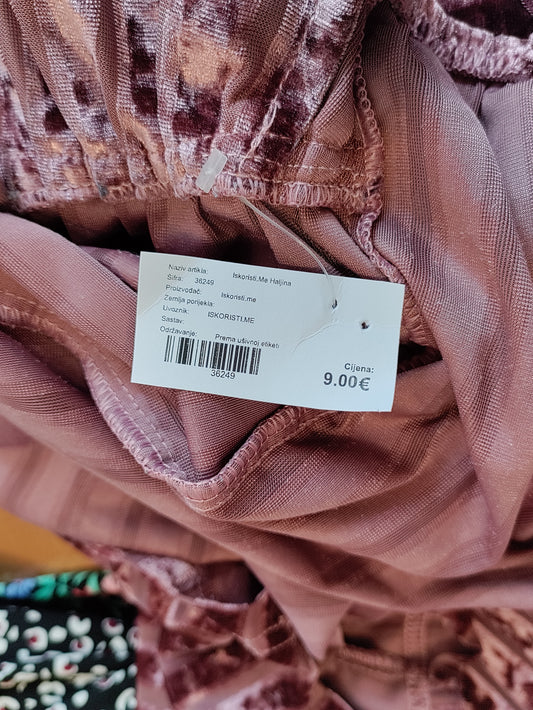 Naziv artikla: Iskoristi.Me Haljina
Šifra: 36249
Proizvođač: Iskoristi.me
Zemlja porijekla:
Uvoznik: ISKORISTI.ME
Sastav:
Održavanje: Prema ušivnoj etiketi
36249
Cijena:
9.00€